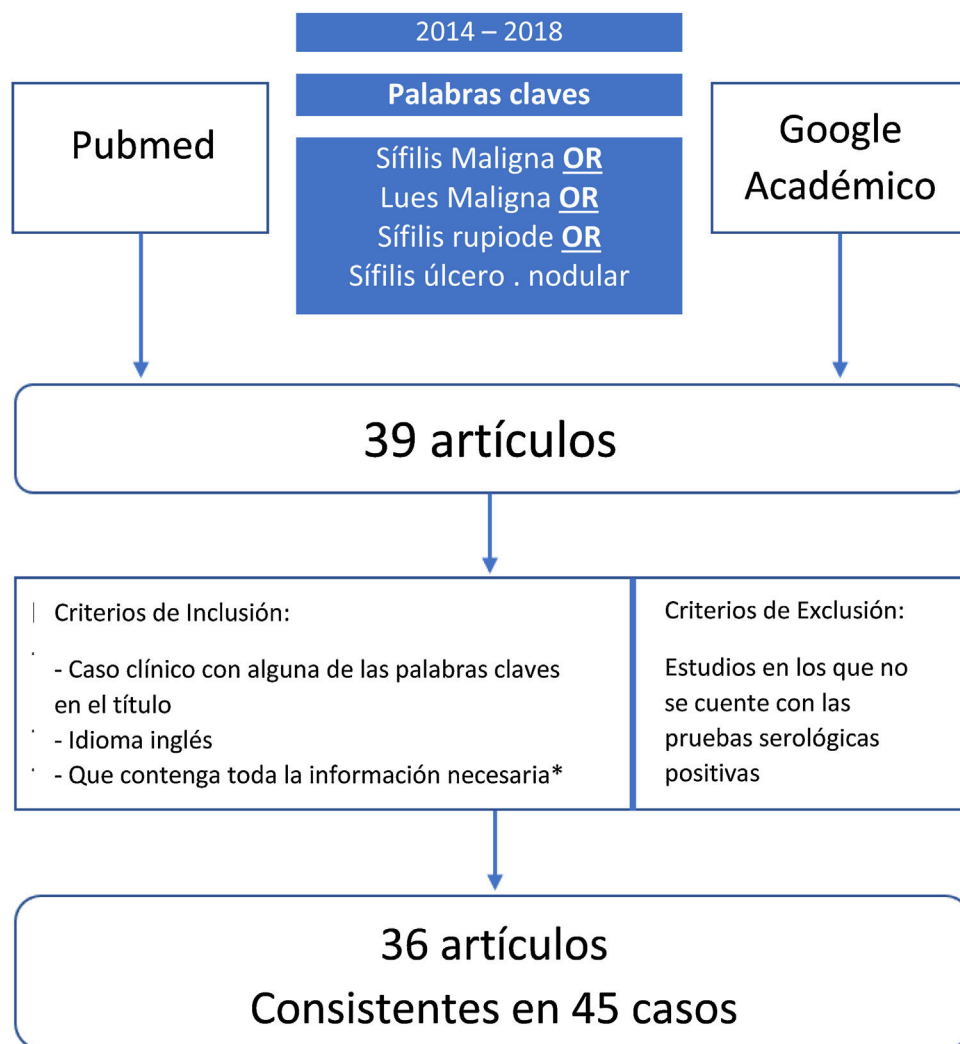 2014 – 2018
Palabras claves
Pubmed
Sífilis Maligna OR
Lues Maligna OR
Sífilis rupiode OR
Sífilis úlcero . nodular
Google
Académico
39 artículos
Criterios de Inclusión:
- Caso clínico con alguna de las palabras claves
en el título
- Idioma inglés
- Que contenga toda la información necesaria*
Criterios de Exclusión:
Estudios en los que no
se cuente con las
pruebas serológicas
positivas
36 artículos
Consistentes en 45 casos